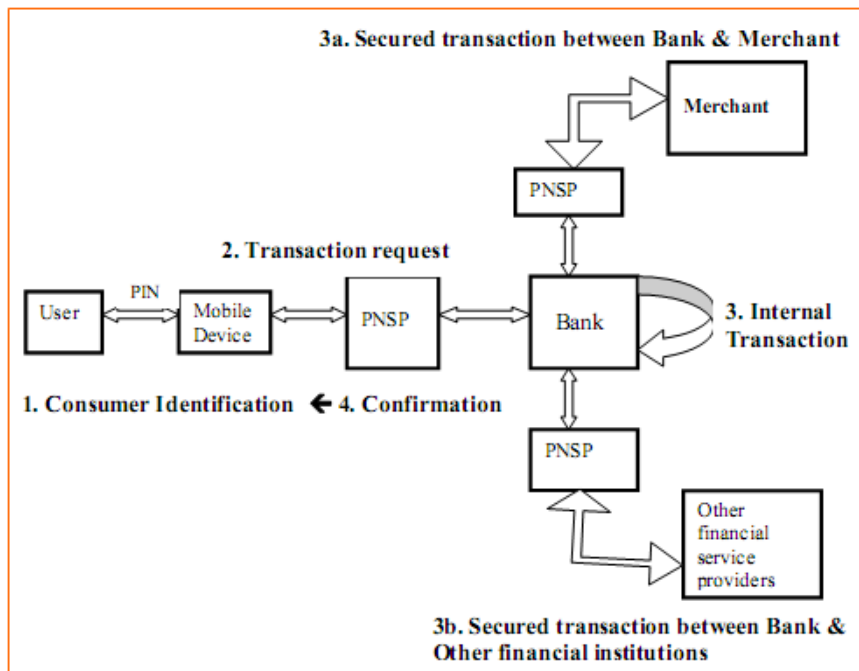 3a. Secured transaction between Bank & Merchant
Merchant
PNSP
2. Transaction request
PIN
User
Mobile
Device
PNSP
Bank
3. Internal
Transaction
1. Consumer Identification ← 4. Confirmation
PNSP
Other
financial
service
providers
3b. Secured transaction between Bank &
Other financial institutions